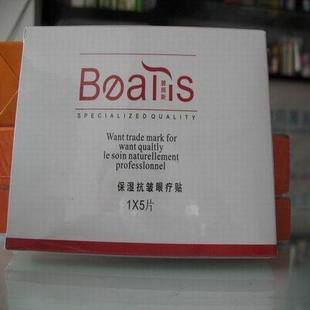 Bøalis
SPECIALIZED QUALITY
Want trade mark for
want qualtly
le soin naturellement
professionnel
保湿抗皱眼疗贴
1X5片